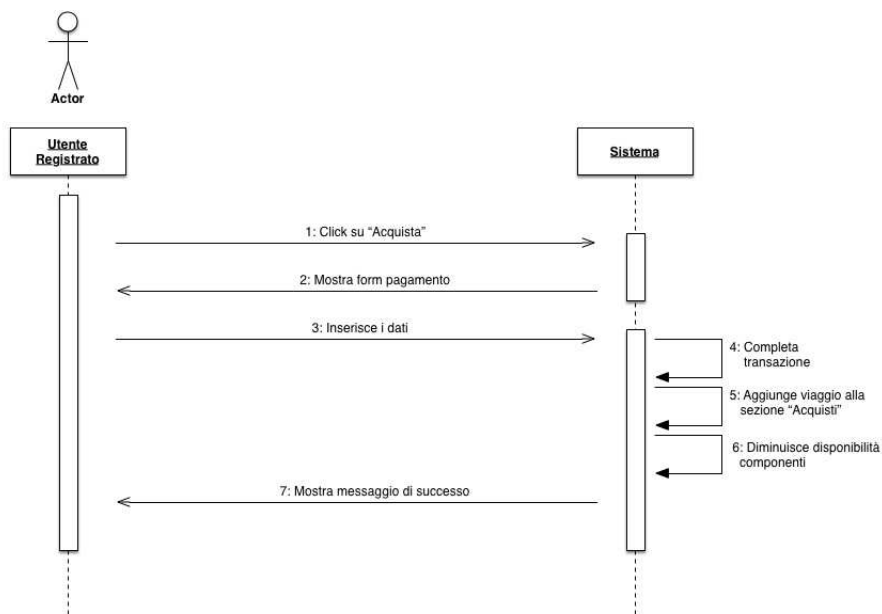 Actor
Utente
Registrato
Sistema
1: Click su “Acquista”
2: Mostra form pagamento
3: Inserisce i dati
4: Completa
transazione
5: Aggiunge viaggio alla
sezione “Acquisti”
6: Diminuisce disponibilità
componenti
7: Mostra messaggio di successo